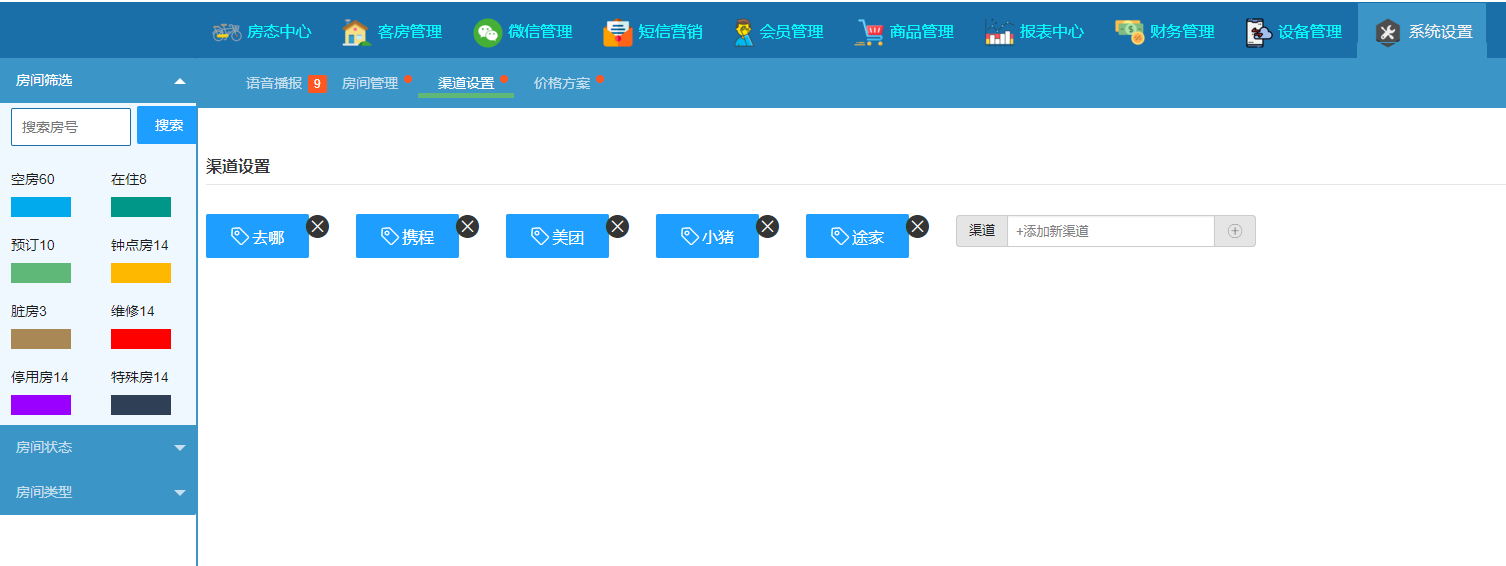 房态中心 客房管理 微信管理 短信营销 会员管理 商品管理 报表中心 财务管理 设备管理 系统设置
房间筛选
语音播报 9 房间管理 渠道设置 价格方案
搜索房号 搜索
渠道设置
空房60 在住8
预订10 钟点房14
脏房3 维修14
停用房14 特殊房14
房间状态
房间类型
去哪 携程 美团 小猪 途家 渠道 +添加新渠道